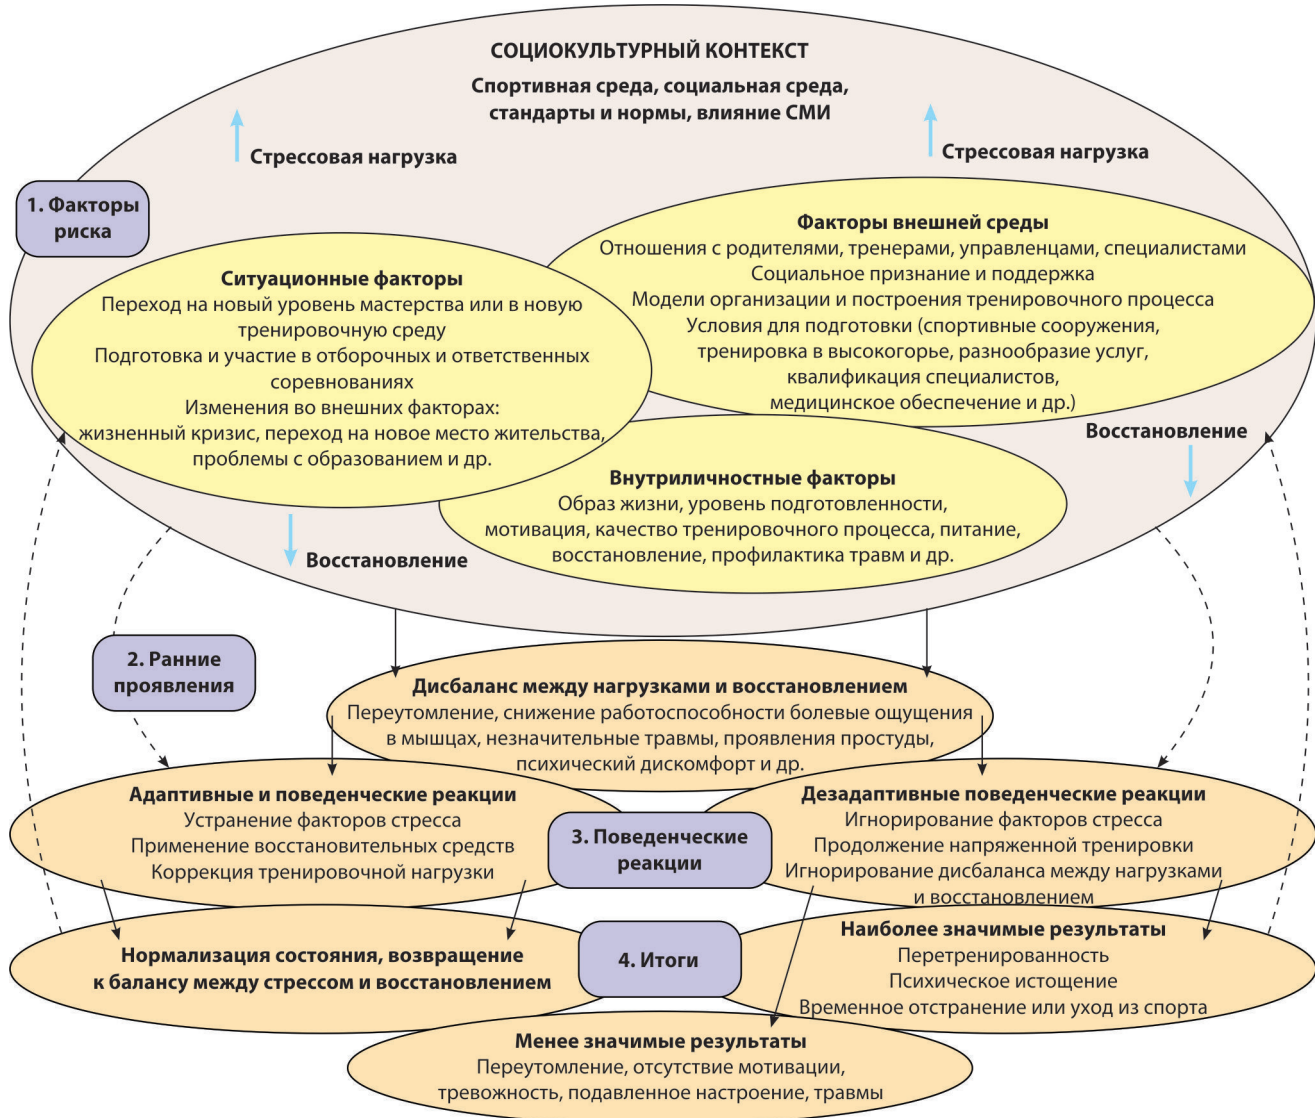 СОЦИОКУЛЬТУРНЫЙ КОНТЕКСТ
Спортивная среда, социальная среда,
стандарты и нормы, влияние СМИ
Стрессовая нагрузка
Стрессовая нагрузка
1. Факторы
риска
Факторы внешней среды
Отношения с родителями, тренерами, управленцами, специалистами
Социальное признание и поддержка
Модели организации и построения тренировочного процесса
Условия для подготовки (спортивные сооружения,
тренировка в высокогорье, разнообразие услуг,
квалификация специалистов,
медицинское обеспечение и др.)
Ситуационные факторы
Переход на новый уровень мастерства или в новую
тренировочную среду
Подготовка и участие в отборочных и ответственных
соревнованиях
Изменения во внешних факторах:
жизненный кризис, переход на новое место жительства,
проблемы с образованием и др.
Восстановление
Внутриличностные факторы
Образ жизни, уровень подготовленности,
мотивация, качество тренировочного процесса, питание,
восстановление, профилактика травм и др.
Восстановление
2. Ранние
проявления
Дисбаланс между нагрузками и восстановлением
Переутомление, снижение работоспособности болевые ощущения
в мышцах, незначительные травмы, проявления простуды,
психический дискомфорт и др.
Адаптивные и поведенческие реакции
Устранение факторов стресса
Применение восстановительных средств
Коррекция тренировочной нагрузки
3. Поведенческие
реакции
Дезадаптивные поведенческие реакции
Игнорирование факторов стресса
Продолжение напряженной тренировки
Игнорирование дисбаланса между нагрузками
и восстановлением
Нормализация состояния, возвращение
к балансу между стрессом и восстановлением
4. Итоги
Наиболее значимые результаты
Перетренированность
Психическое истощение
Временное отстранение или уход из спорта
Менее значимые результаты
Переутомление, отсутствие мотивации,
тревожность, подавленное настроение, травмы